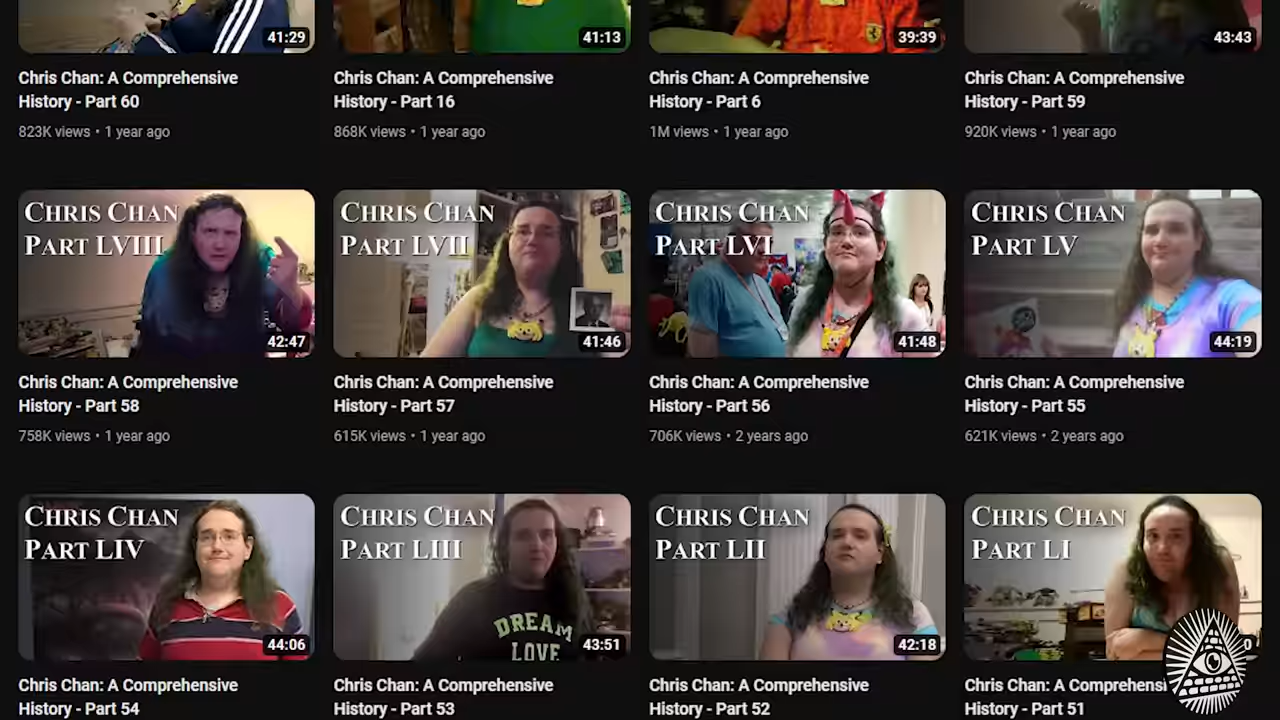 41:29
41:13
39:39
43:43
Chris Chan: A Comprehensive
History - Part 60
823K views • 1 year ago
Chris Chan: A Comprehensive
History - Part 16
868K views • 1 year ago
Chris Chan: A Comprehensive
History - Part 6
1M views • 1 year ago
Chris Chan: A Comprehensive
History - Part 59
920K views • 1 year ago
CHRIS CHAN
PART LVIII
42:47
CHRIS CHAN
PART LVII
41:46
CHRIS CHAN
PART LVI
41:48
CHRIS CHAN
PART LV
44:19
Chris Chan: A Comprehensive
History - Part 58
758K views • 1 year ago
Chris Chan: A Comprehensive
History - Part 57
615K views • 1 year ago
Chris Chan: A Comprehensive
History - Part 56
706K views • 2 years ago
Chris Chan: A Comprehensive
History - Part 55
621K views • 2 years ago
CHRIS CHAN
PART LIV
44:06
CHRIS CHAN
PART LIII
DREAM
LOVE
43:51
CHRIS CHAN
PART LII
42:18
CHRIS CHAN
PART LI
Chris Chan: A Comprehensive
History - Part 54
Chris Chan: A Comprehensive
History - Part 53
Chris Chan: A Comprehensive
History - Part 52
Chris Chan: A Comprehensi
History - Part 51